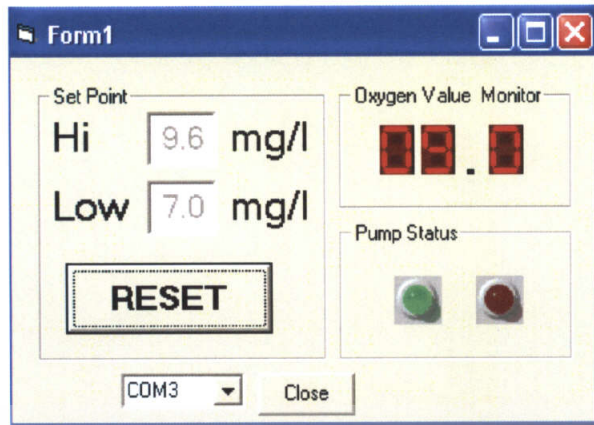 Form1
Set Point
Hi 9.6 mg/l
Low 7.0 mg/l
RESET
Oxygen Value Monitor
Pump Status
COM3
Close